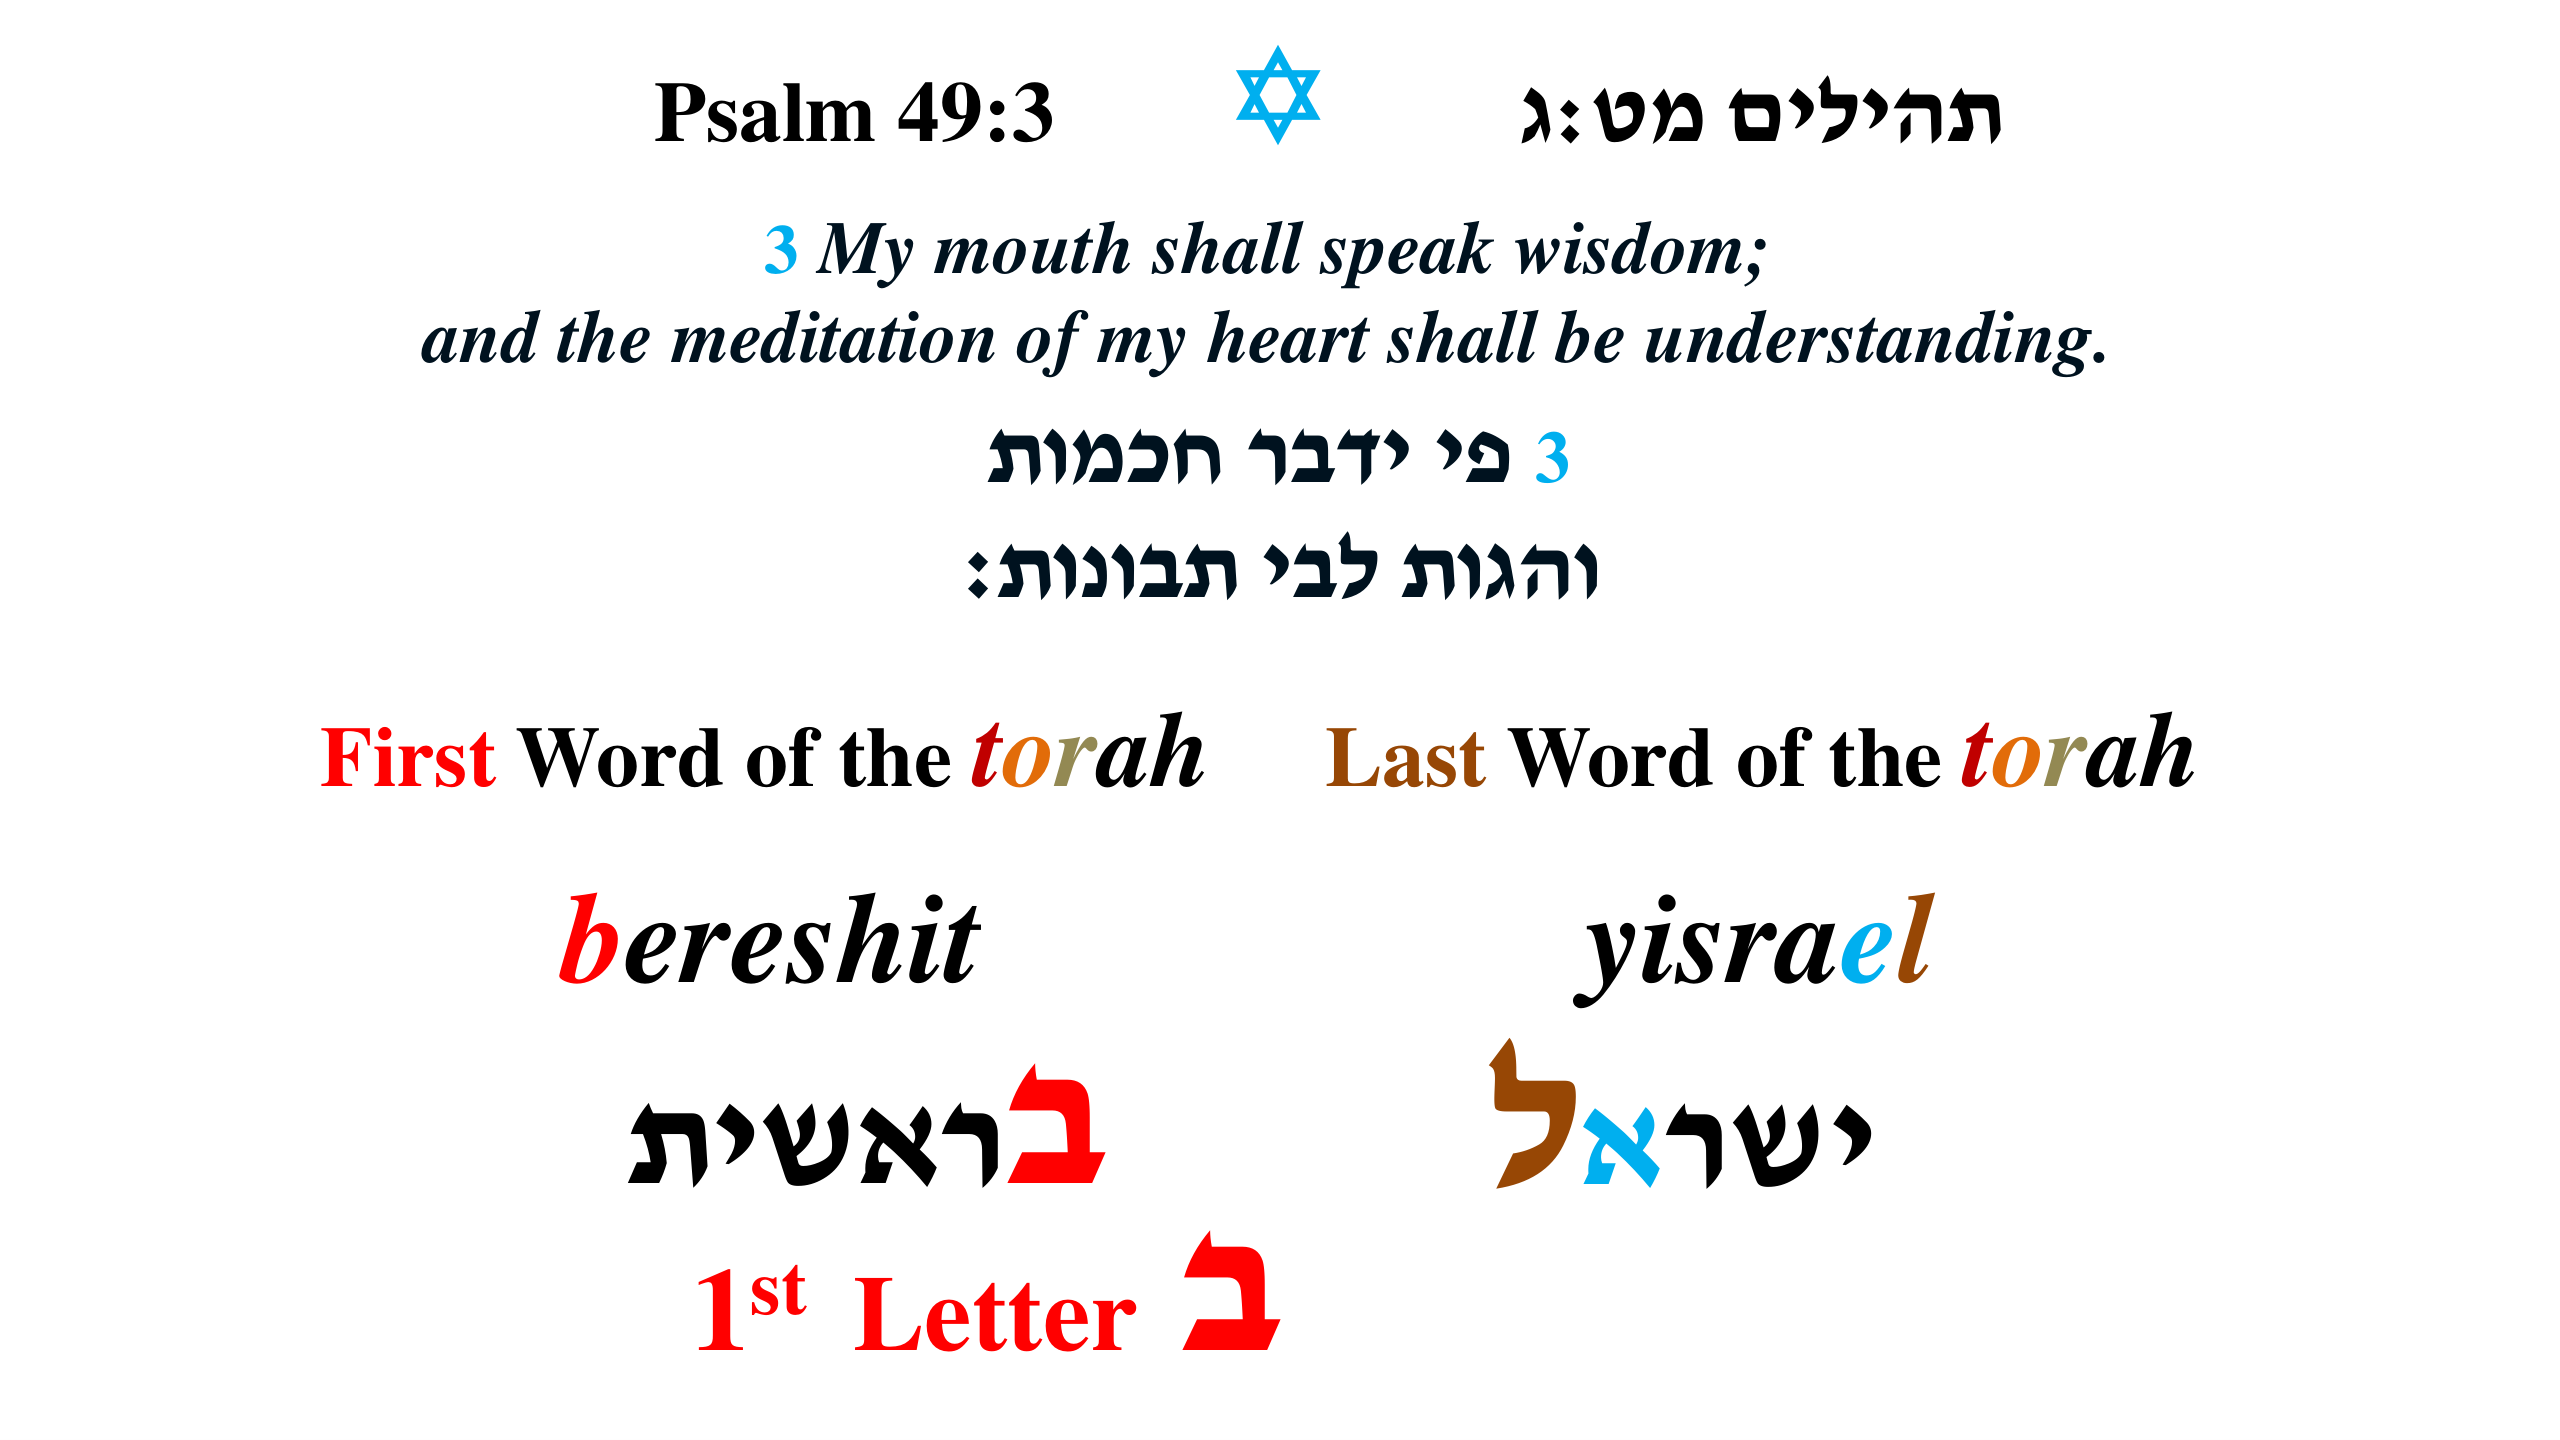 Psalm 49:3 ✡ תהילים מט:ג
3 My mouth shall speak wisdom;
and the meditation of my heart shall be understanding.
3 פי ידבר חכמות
והגות לבי תבונות:
First Word of the torah Last Word of the torah
bereshit yisrael
בראשית ישראל
1st Letter ב